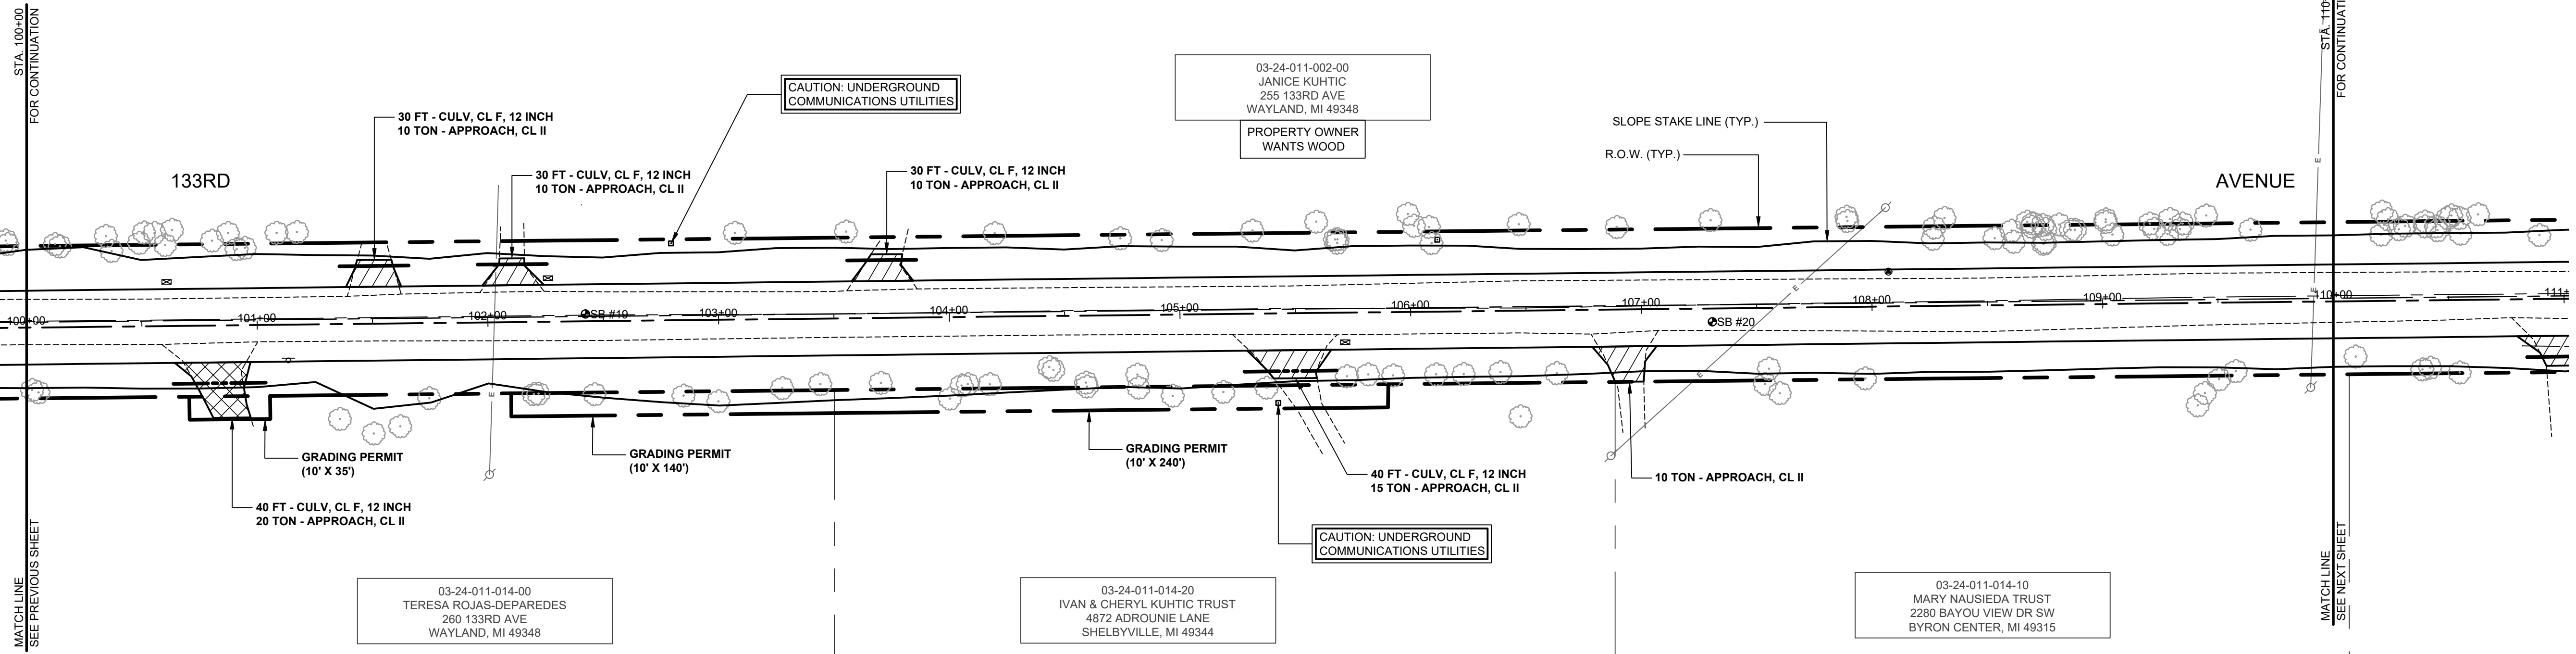 STA. 100+00
FOR CONTINUATION
133RD
30 FT - CULV, CL F, 12 INCH
10 TON - APPROACH, CL II
30 FT - CULV, CL F, 12 INCH
10 TON - APPROACH, CL II
CAUTION: UNDERGROUND
COMMUNICATIONS UTILITIES
30 FT - CULV, CL F, 12 INCH
10 TON - APPROACH, CL II
03-24-011-002-00
JANICE KUHTIC
255 133RD AVE
WAYLAND, MI 49348
PROPERTY OWNER
WANTS WOOD
SLOPE STAKE LINE (TYP.)
R.O.W. (TYP.)
AVENUE
STA. 110
FOR CONTINUATI
E
E
E
E
E
E
100+00
101+00
102+00
SB #10
103+00
104+00
105+00
106+00
107+00
SB #20
108+00
109+00
110+00
111+
GRADING PERMIT
(10' X 35')
40 FT - CULV, CL F, 12 INCH
20 TON - APPROACH, CL II
GRADING PERMIT
(10' X 140')
GRADING PERMIT
(10' X 240')
40 FT - CULV, CL F, 12 INCH
15 TON - APPROACH, CL II
10 TON - APPROACH, CL II
CAUTION: UNDERGROUND
COMMUNICATIONS UTILITIES
MATCH LINE
SEE PREVIOUS SHEET
03-24-011-014-00
TERESA ROJAS-DEPAREDES
260 133RD AVE
WAYLAND, MI 49348
03-24-011-014-20
IVAN & CHERYL KUHTIC TRUST
4872 ADROUNIE LANE
SHELBYVILLE, MI 49344
03-24-011-014-10
MARY NAUSIEDA TRUST
2280 BAYOU VIEW DR SW
BYRON CENTER, MI 49315
MATCH LINE
SEE NEXT SHEET